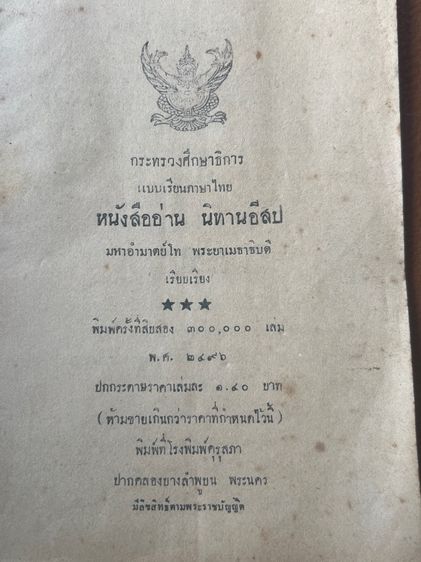 กระทรวงศึกษาธิการ
แบบเรียนภาษาไทย
หนังสืออ่าน นิทานอีสป
มหาอำมาตย์โท พระยาเมธาธิบดี
เรียบเรียง
★★★
พิมพ์ครั้งที่สิบสอง ๓๐๐,๐๐๐ เล่ม
พ.ศ. ๒๔๙๖
ปกกระดาษราคาเล่มละ ๑.๔๐ บาท
(ห้ามขายเกินกว่าราคาที่กำหนดไว้นี้)
พิมพ์ที่โรงพิมพ์คุรุสภา
ปากคลองบางลำพูบน พระนคร
มีลิขสิทธิ์ตามพระราชบัญญัติ